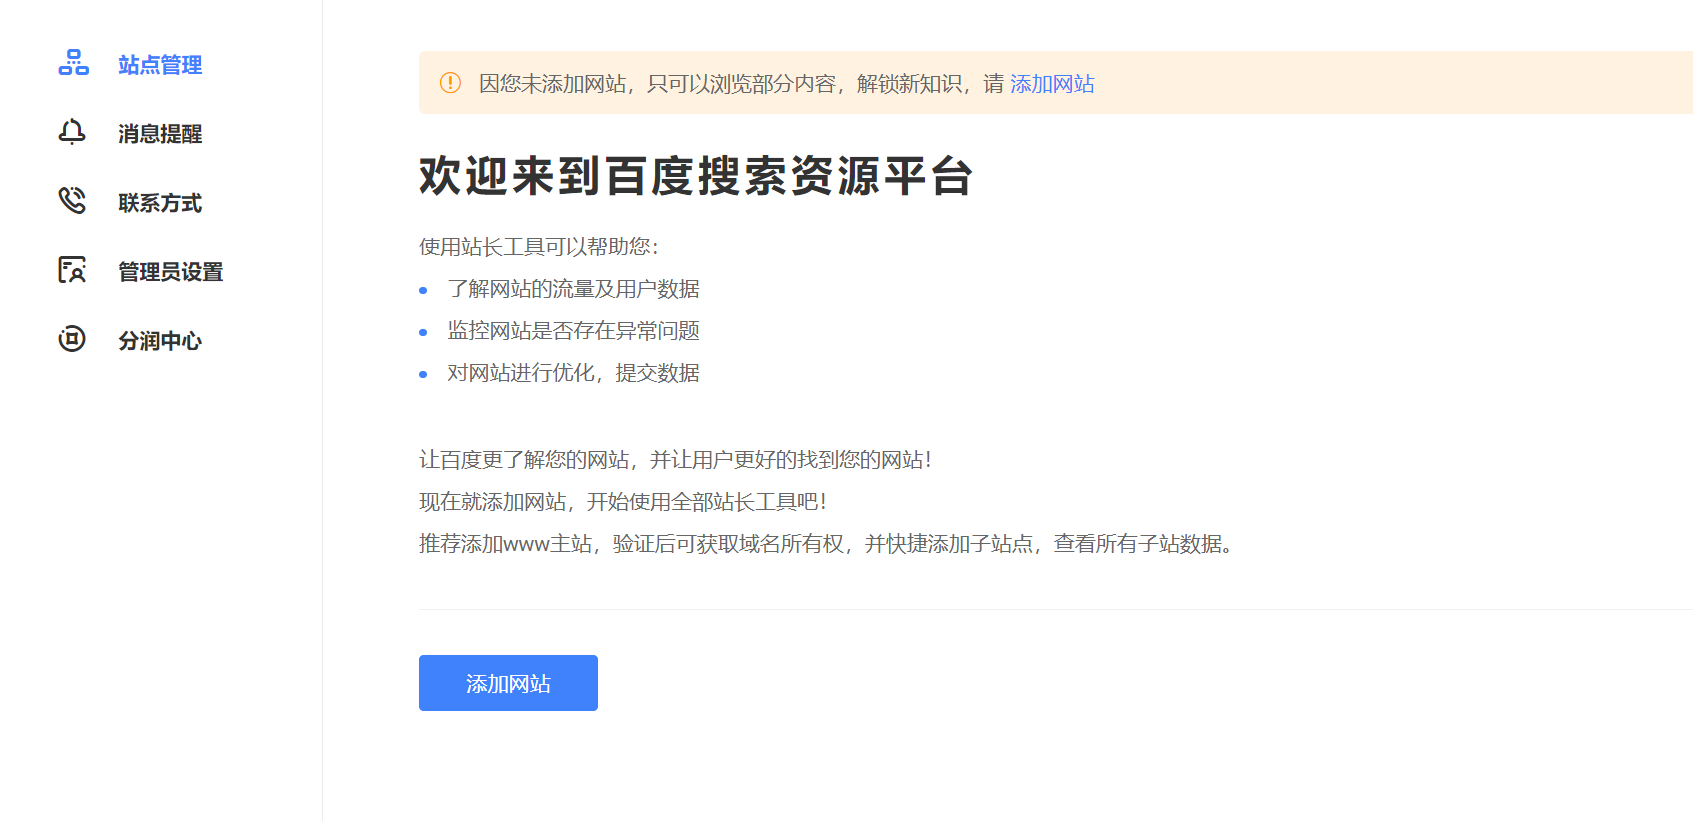 站点管理
消息提醒
联系方式
管理员设置
分润中心
因您未添加网站，只可以浏览部分内容，解锁新知识，请 添加网站
欢迎来到百度搜索资源平台
使用站长工具可以帮助您：
了解网站的流量及用户数据
监控网站是否存在异常问题
对网站进行优化，提交数据
让百度更了解您的网站，并让用户更好的找到您的网站！
现在就添加网站，开始使用全部站长工具吧！
推荐添加www主站，验证后可获取域名所有权，并快捷添加子站点，查看所有子站数据。
添加网站